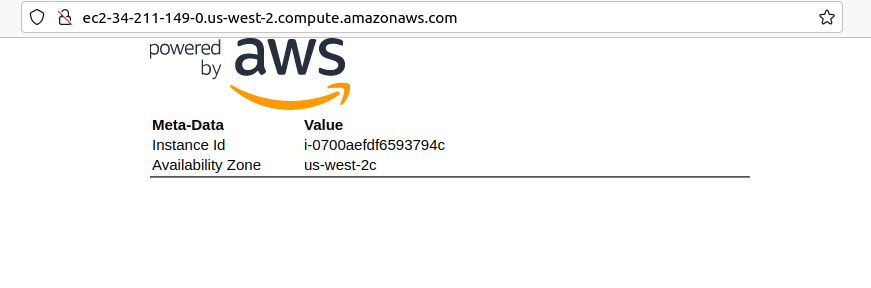 ec2-34-211-149-0.us-west-2.compute.amazonaws.com
powered
by
aws
Meta-Data Value
Instance Id i-0700aefdf6593794c
Availability Zone us-west-2c